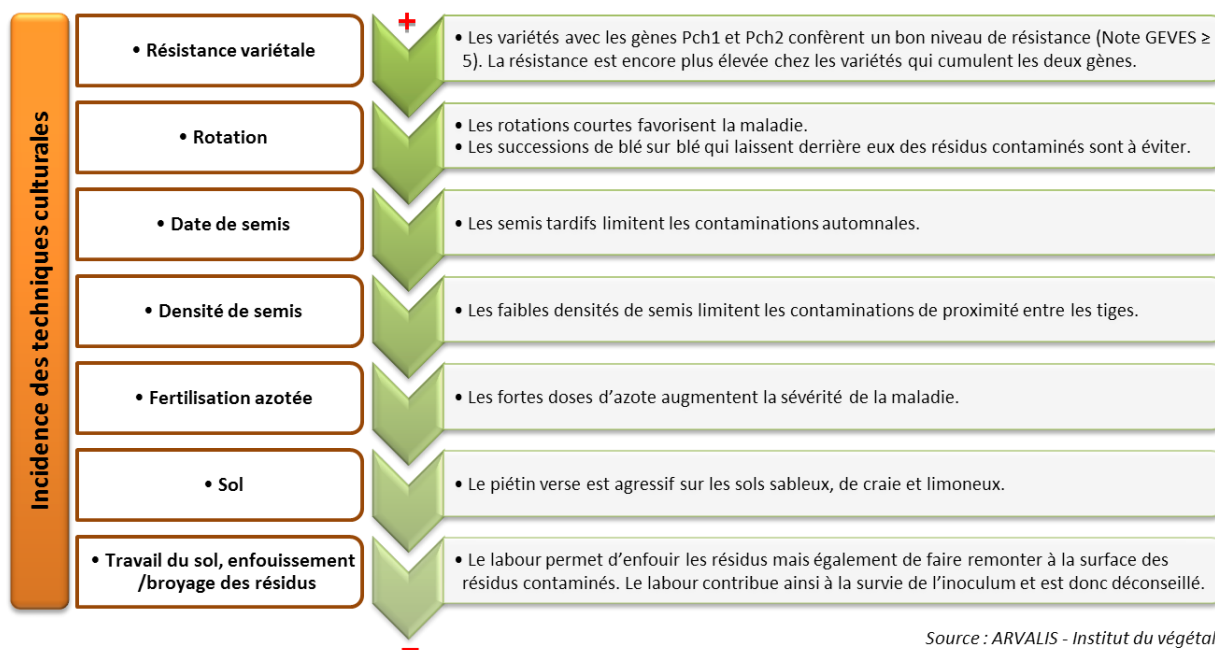 Incidence des techniques culturales
+
• Résistance variétale
• Les variétés avec les gènes Pch1 et Pch2 confèrent un bon niveau de résistance (Note GEVES ≥
5). La résistance est encore plus élevée chez les variétés qui cumulent les deux gènes.
• Rotation
• Les rotations courtes favorisent la maladie.
• Les successions de blé sur blé qui laissent derrière eux des résidus contaminés sont à éviter.
• Date de semis
• Les semis tardifs limitent les contaminations automnales.
• Densité de semis
• Les faibles densités de semis limitent les contaminations de proximité entre les tiges.
• Fertilisation azotée
• Les fortes doses d’azote augmentent la sévérité de la maladie.
• Sol
• Le piétin verse est agressif sur les sols sableux, de craie et limoneux.
• Travail du sol, enfouissement
/broyage des résidus
• Le labour permet d’enfouir les résidus mais également de faire remonter à la surface des
résidus contaminés. Le labour contribue ainsi à la survie de l’inoculum et est donc déconseillé.
–
Source : ARVALIS - Institut du végétal